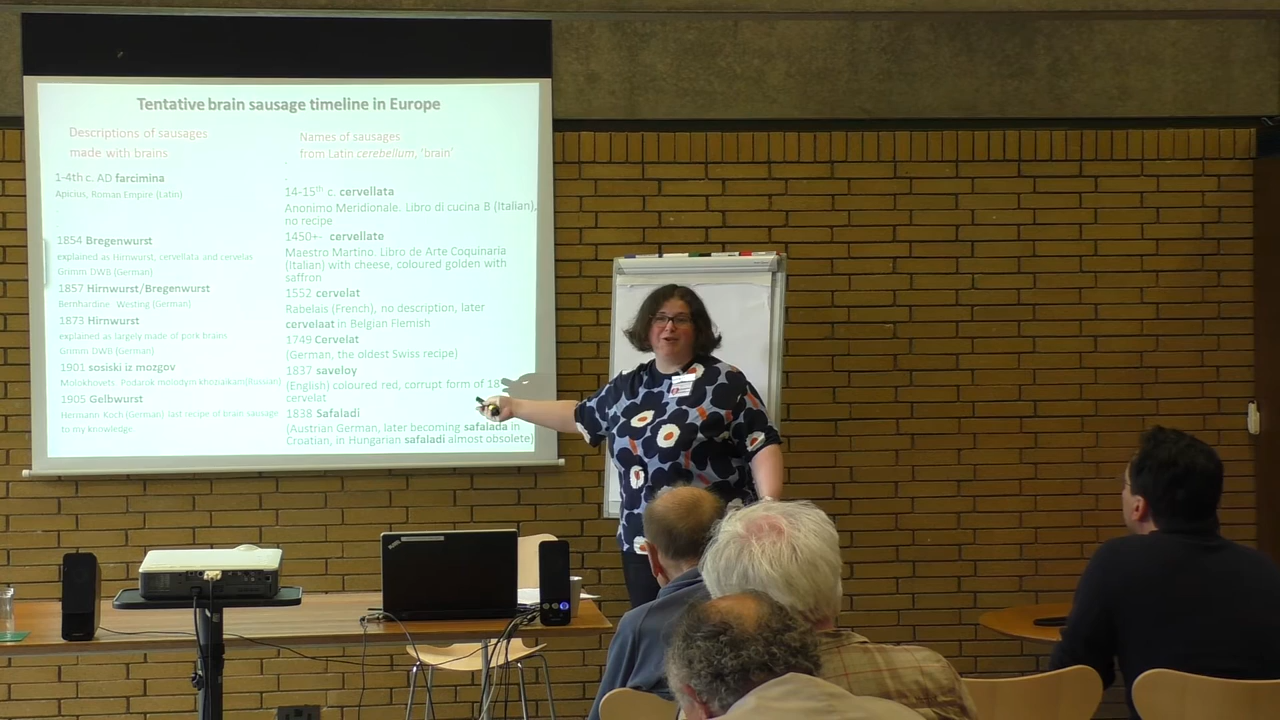 Tentative brain sausage timeline in Europe
Descriptions of sausages
made with brains
1-4th c. AD farcimina
Apicius, Roman Empire (Latin)
1854 Bregenwurst
explained as Hirnwurst, cervellata and cervelas
Grimm DWB (German)
1857 Hirnwurst/Bregenwurst
Bernhardine Westing (German)
1873 Hirnwurst
explained as largely made of pork brains
Grimm DWB (German)
1901 sosiski iz mozgov
Molokhovets. Podarok molodym khoziaikam(Russian)
1905 Gelbwurst
Hermann Koch (German) last recipe of brain sausage
to my knowledge.
Names of sausages
from Latin cerebellum, 'brain'
14-15th c. cervellata
Anonimo Meridionale. Libro di cucina B (Italian),
no recipe
1450+- cervellate
Maestro Martino. Libro de Arte Coquinaria
(Italian) with cheese, coloured golden with
saffron
1552 cervelat
Rabelais (French), no description, later
cervelaat in Belgian Flemish
1749 Cervelat
(German, the oldest Swiss recipe)
1837 saveloy
(English) coloured red, corrupt form of
cervelat
1838 Safaladi
(Austrian German, later becoming safalada in
Croatian, in Hungarian safaladi almost obsolete)